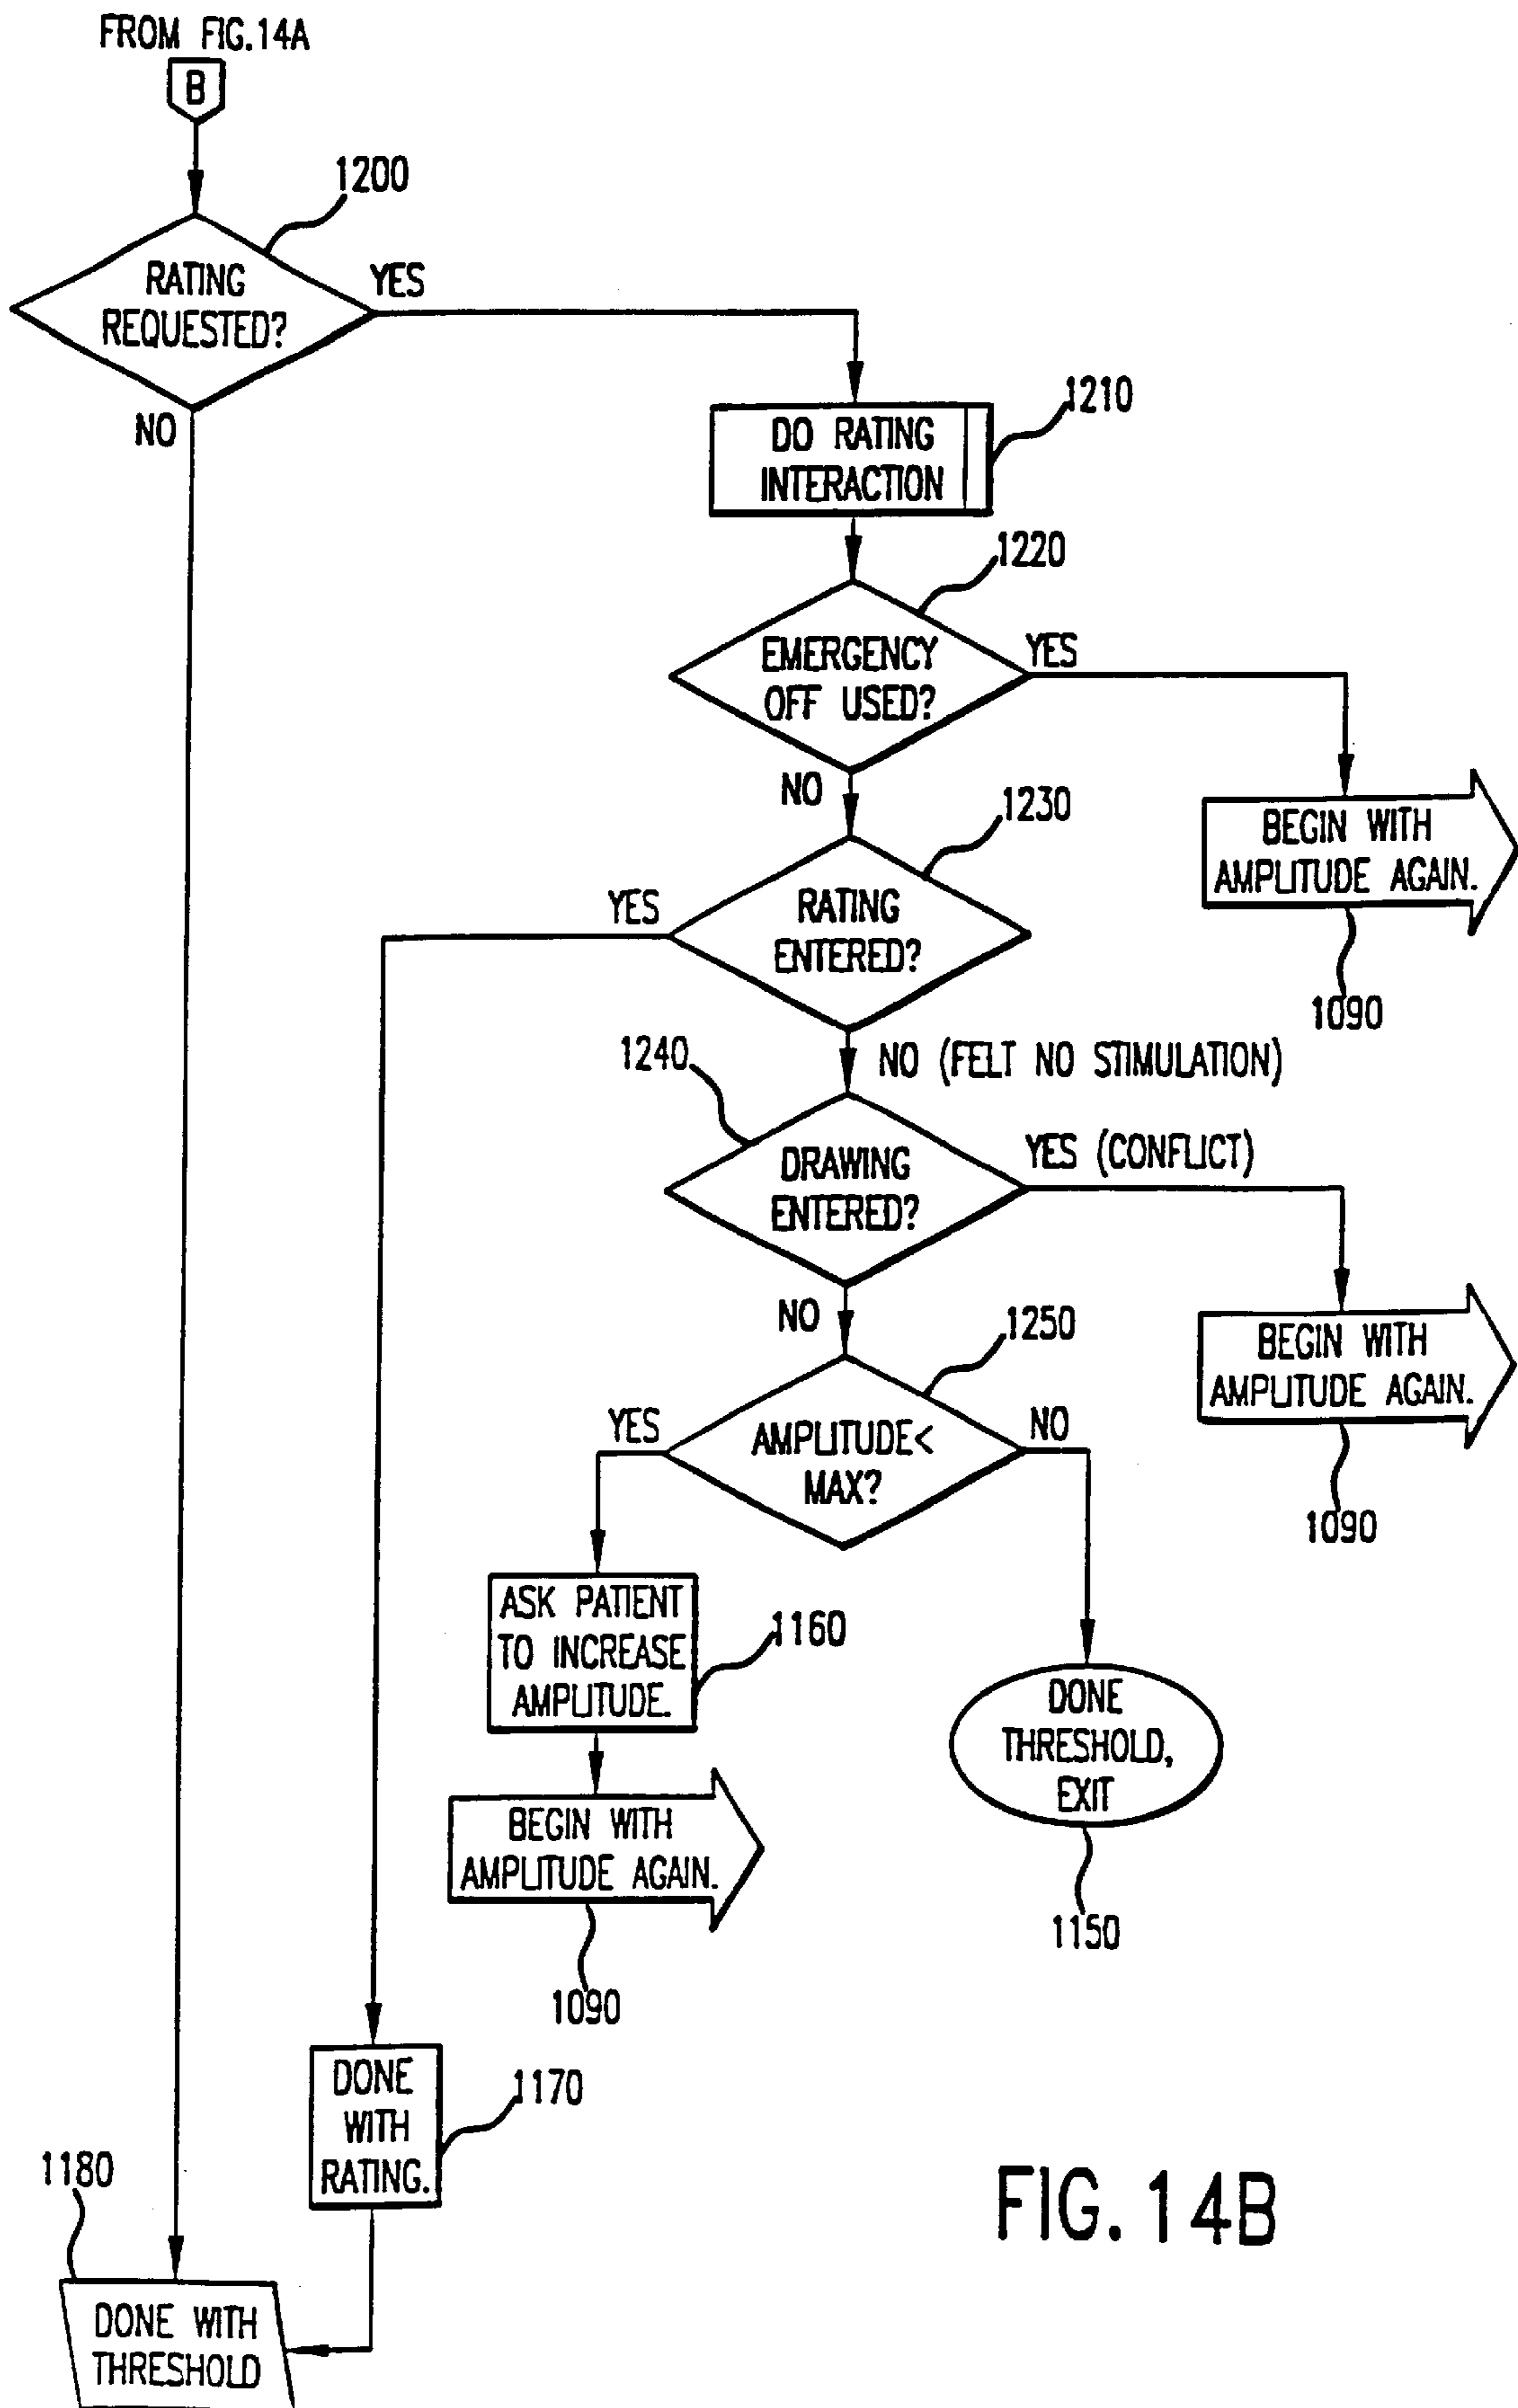 FROM FIG.14A
B
1200
RATING
REQUESTED?
YES
NO
1210
DO RATING
INTERACTION
1220
EMERGENCY
OFF USED?
YES
NO
BEGIN WITH
AMPLITUDE AGAIN.
1090
1230
RATING
ENTERED?
YES
NO (FELT NO STIMULATION)
1240
DRAWING
ENTERED?
YES (CONFLICT)
NO
BEGIN WITH
AMPLITUDE AGAIN.
1090
1250
AMPLITUDE<
MAX?
YES
NO
ASK PATIENT
TO INCREASE
AMPLITUDE.
1160
BEGIN WITH
AMPLITUDE AGAIN.
1090
DONE
THRESHOLD,
EXIT
1150
DONE
WITH
RATING.
1170
1180
DONE WITH
THRESHOLD
FIG. 14B